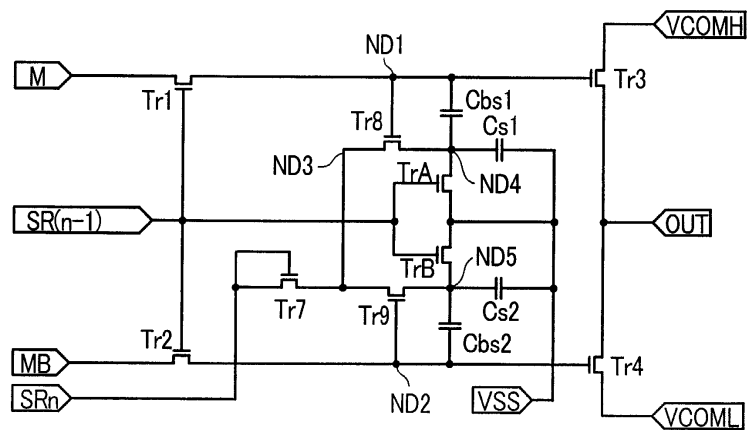 VCOMH
ND1
M
Tr3
Tr1
Cbs1
Tr8
Cs1
ND3
TrA
ND4
SR(n-1)
OUT
TrB
ND5
Tr7
Tr9
Cs2
Tr2
Cbs2
MB
Tr4
SRn
ND2
VSS
VCOML